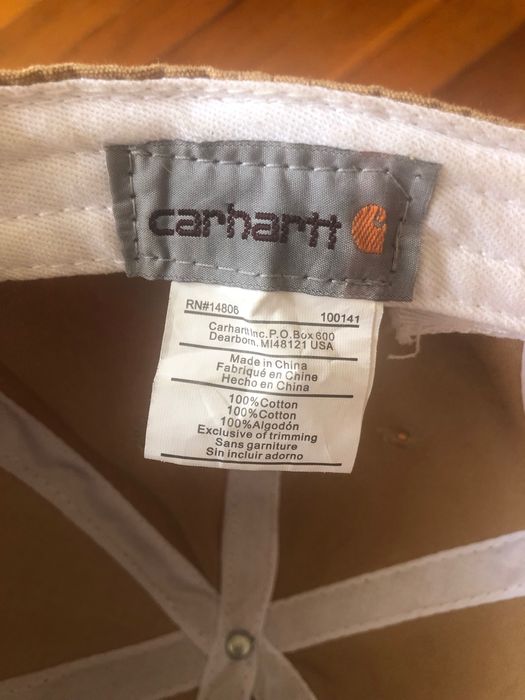 carhartt
RN#14806 100141
Carhartt Inc. P.O. Box 600
Dearborn, MI48121 USA
Made in China
Fabriqué en Chine
Hecho en China
100%Cotton
100%Cotton
100%Algodón
Exclusive of trimming
Sans garniture
Sin incluir adorno